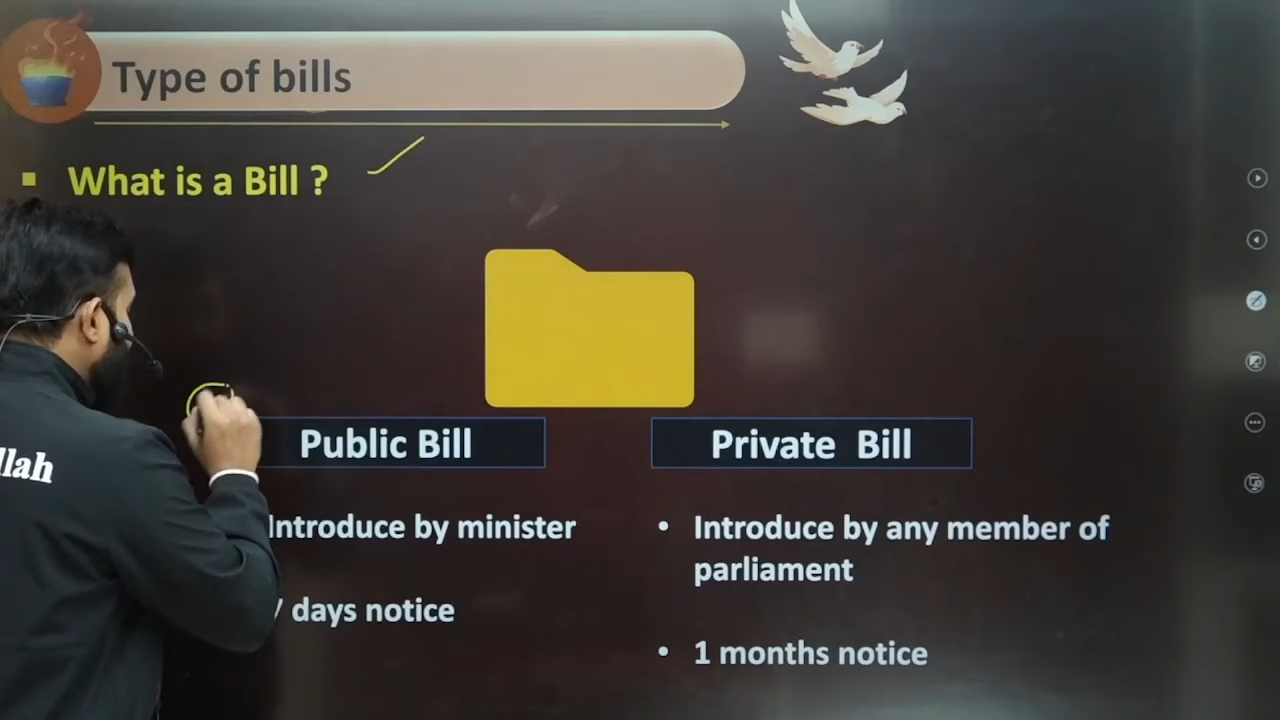 Type of bills
What is a Bill ?
Public Bill
Private Bill
Introduce by minister
Introduce by any member of
parliament
days notice
1 months notice
llah